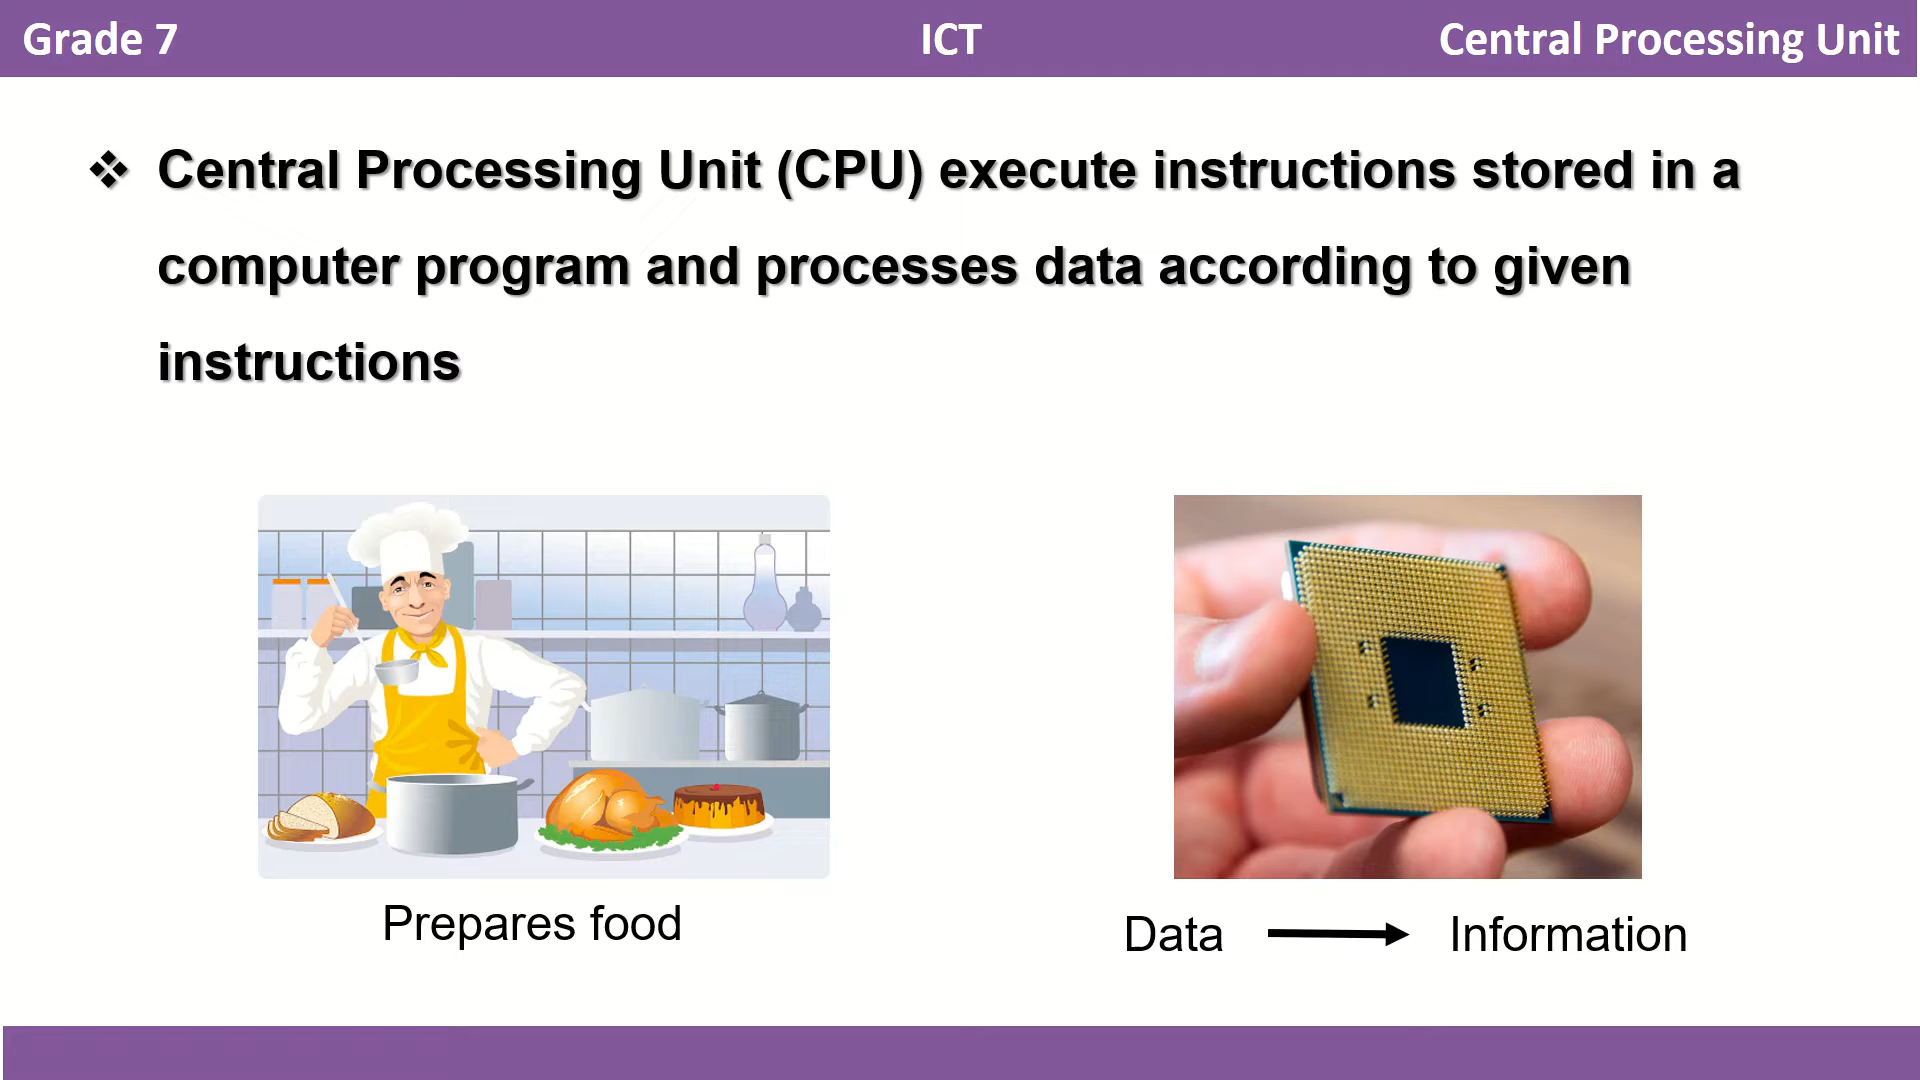 Grade 7 ICT Central Processing Unit
❖ Central Processing Unit (CPU) execute instructions stored in a
computer program and processes data according to given
instructions
Prepares food
Data → Information